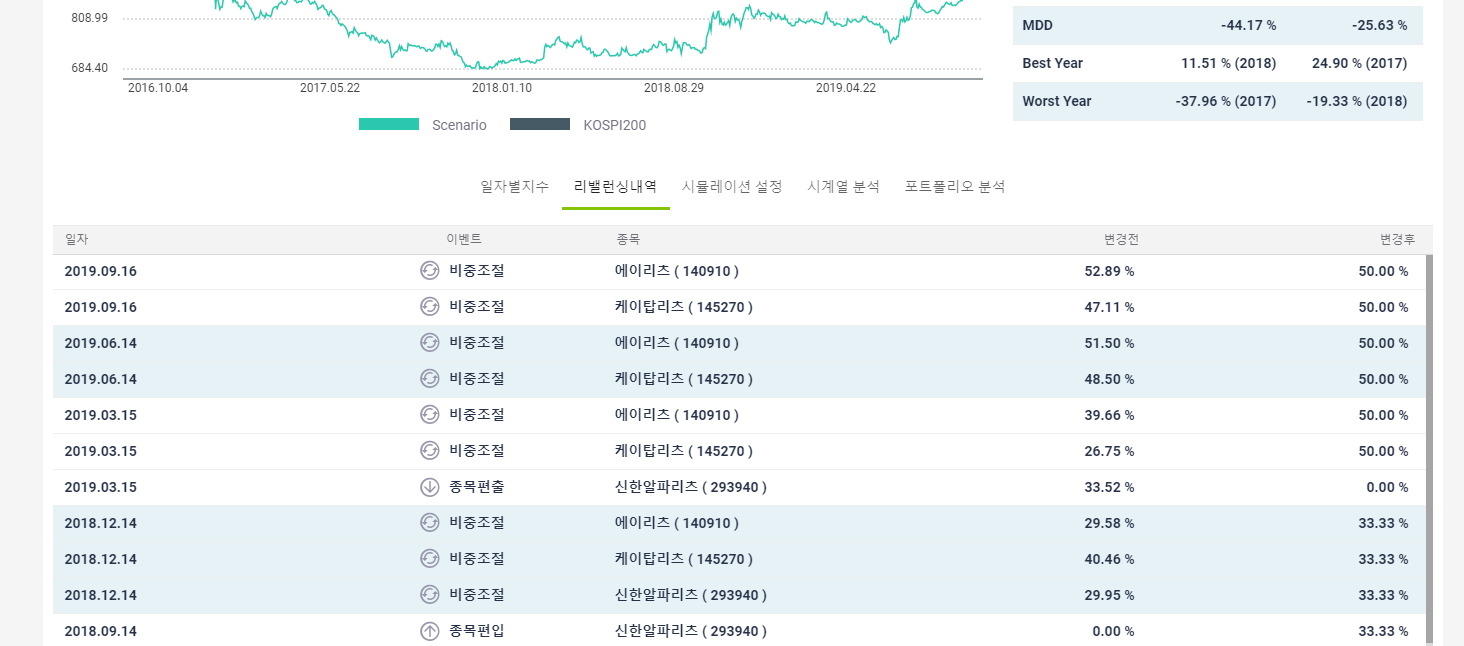 808.99
684.40
2016.10.04 2017.05.22 2018.01.10 2018.08.29 2019.04.22
Scenario KOSPI200
MDD -44.17 % -25.63 %
Best Year 11.51 % (2018) 24.90 % (2017)
Worst Year -37.96 % (2017) -19.33 % (2018)
일자별지수 리밸런싱내역 시뮬레이션 설정 시계열 분석 포트폴리오 분석
일자 이벤트 종목 변경전 변경후
2019.09.16 비중조절 에이리츠 ( 140910 ) 52.89 % 50.00 %
2019.09.16 비중조절 케이탑리츠 ( 145270 ) 47.11 % 50.00 %
2019.06.14 비중조절 에이리츠 ( 140910 ) 51.50 % 50.00 %
2019.06.14 비중조절 케이탑리츠 ( 145270 ) 48.50 % 50.00 %
2019.03.15 비중조절 에이리츠 ( 140910 ) 39.66 % 50.00 %
2019.03.15 비중조절 케이탑리츠 ( 145270 ) 26.75 % 50.00 %
2019.03.15 종목편출 신한알파리츠 ( 293940 ) 33.52 % 0.00 %
2018.12.14 비중조절 에이리츠 ( 140910 ) 29.58 % 33.33 %
2018.12.14 비중조절 케이탑리츠 ( 145270 ) 40.46 % 33.33 %
2018.12.14 비중조절 신한알파리츠 ( 293940 ) 29.95 % 33.33 %
2018.09.14 종목편입 신한알파리츠 ( 293940 ) 0.00 % 33.33 %